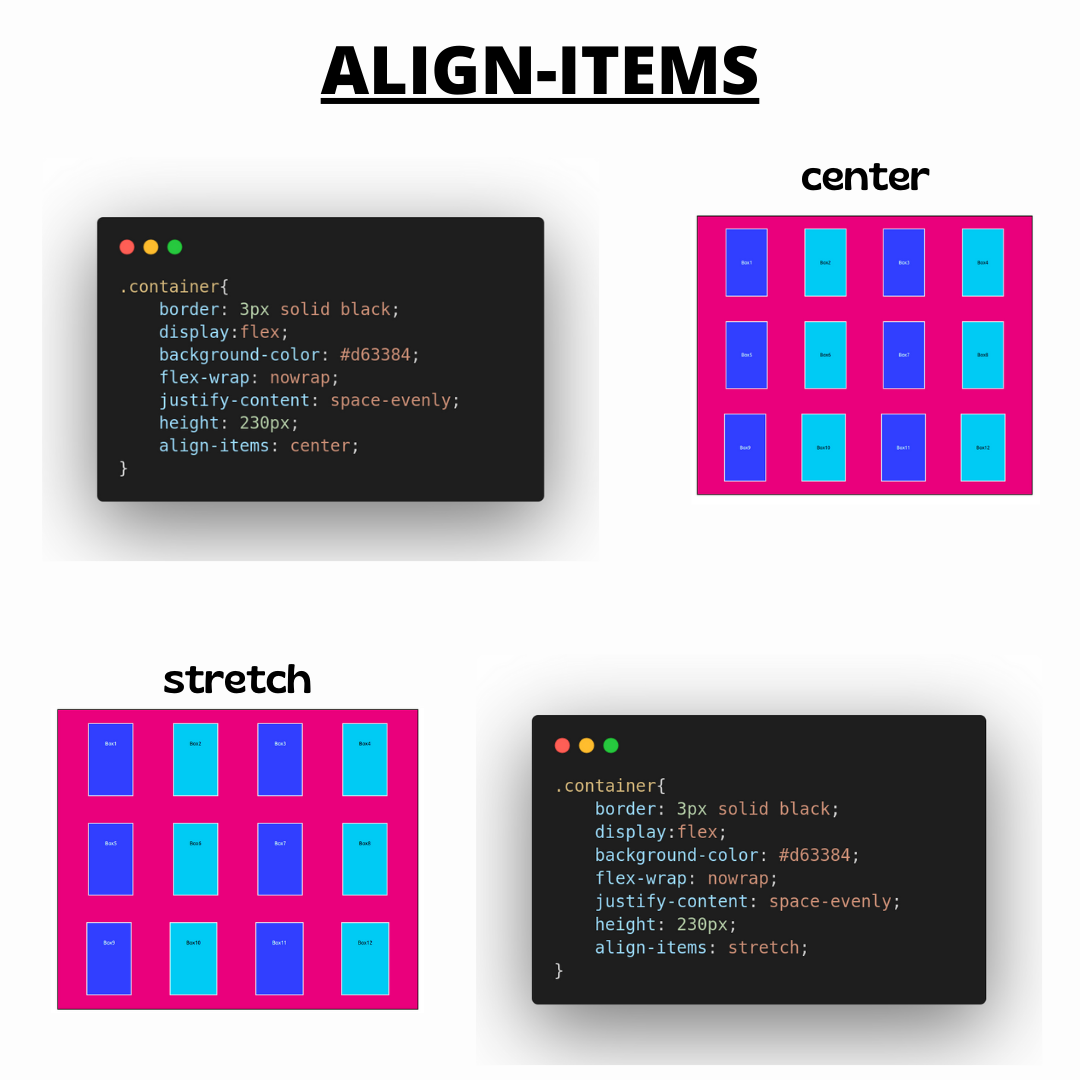 ALIGN-ITEMS
.container{
    border: 3px solid black;
    display:flex;
    background-color: #d63384;
    flex-wrap: nowrap;
    justify-content: space-evenly;
    height: 230px;
    align-items: center;
}
center
Box1 Box2 Box3 Box4
Box5 Box6 Box7 Box8
Box9 Box10 Box11 Box12
stretch
Box1 Box2 Box3 Box4
Box5 Box6 Box7 Box8
Box9 Box10 Box11 Box12
.container{
    border: 3px solid black;
    display:flex;
    background-color: #d63384;
    flex-wrap: nowrap;
    justify-content: space-evenly;
    height: 230px;
    align-items: stretch;
}